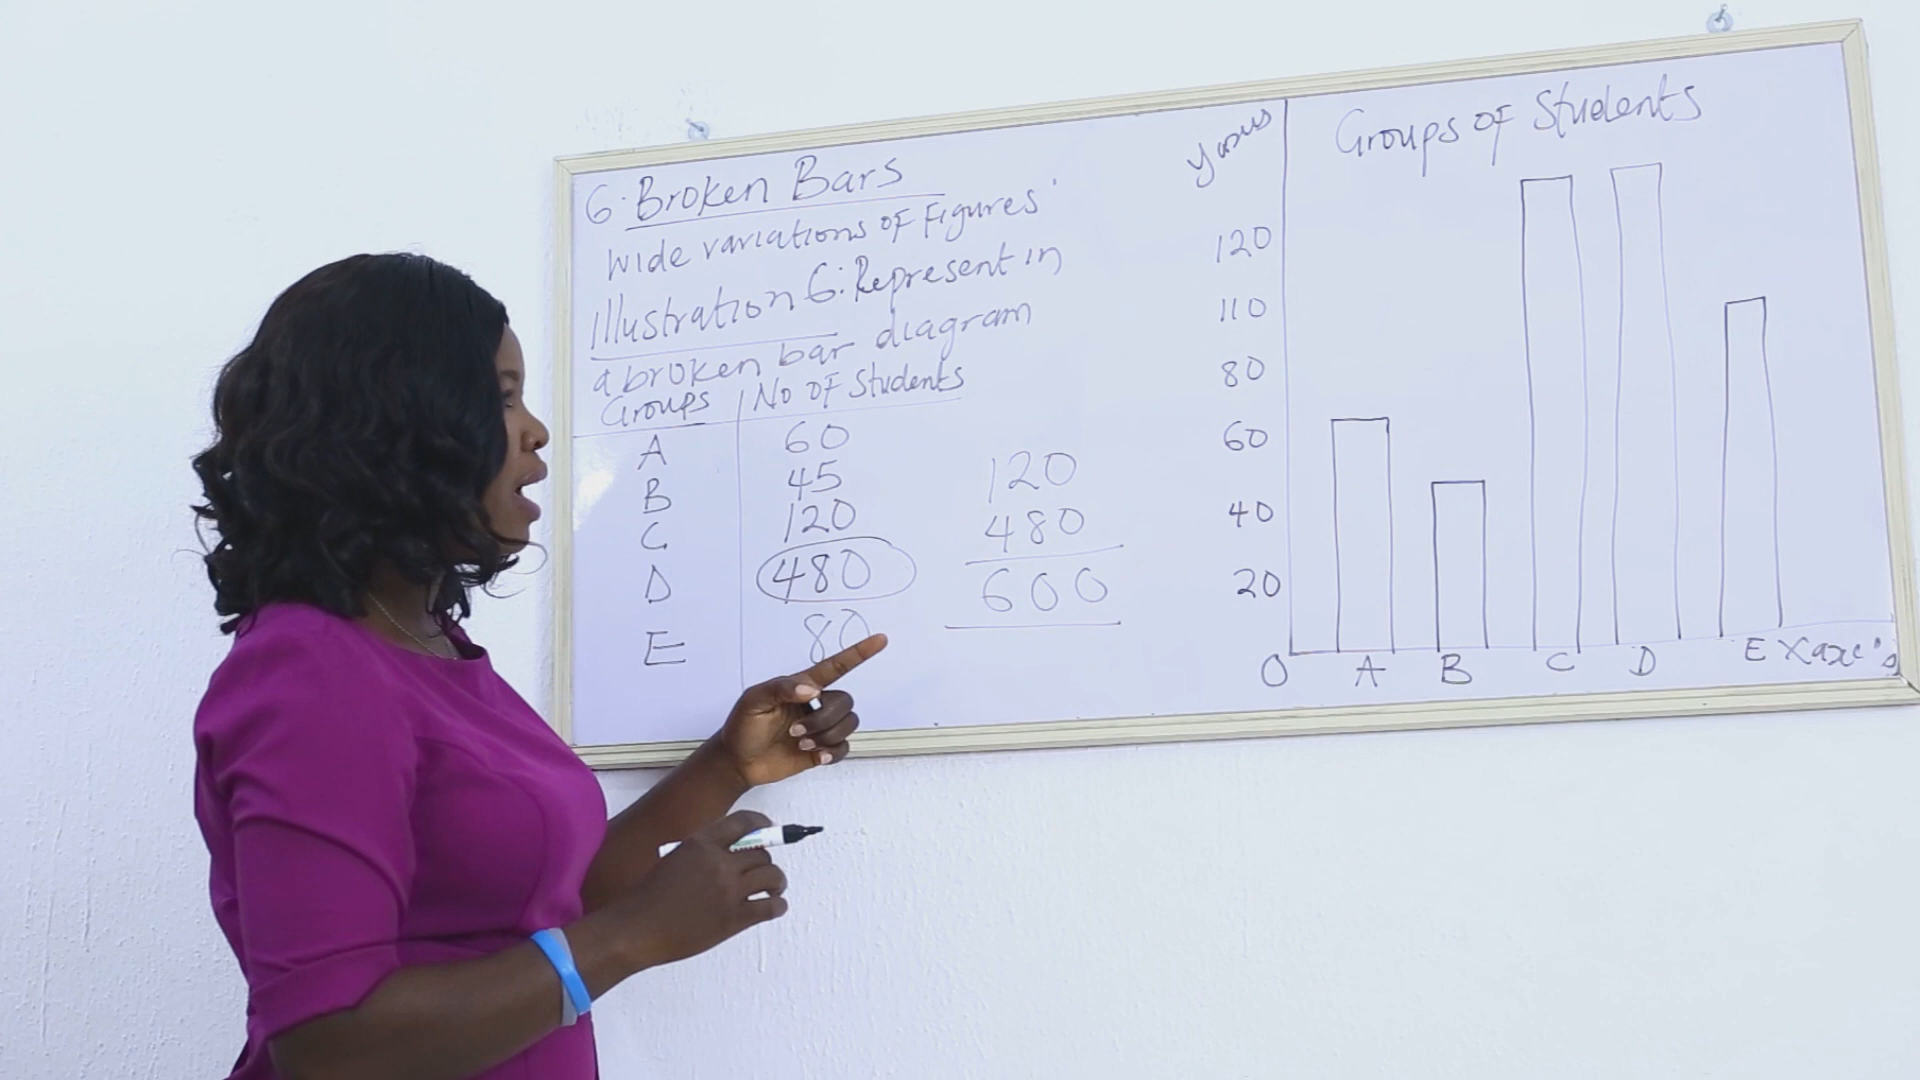 6. Broken Bars
Wide variations of Figures
Illustration 6: Represent in
a broken bar diagram
Groups | No of Students
A 60
B 45
C 120
D 480
E 80
120
480
600
Groups of Students
120
110
80
60
40
20
0 A B C D E